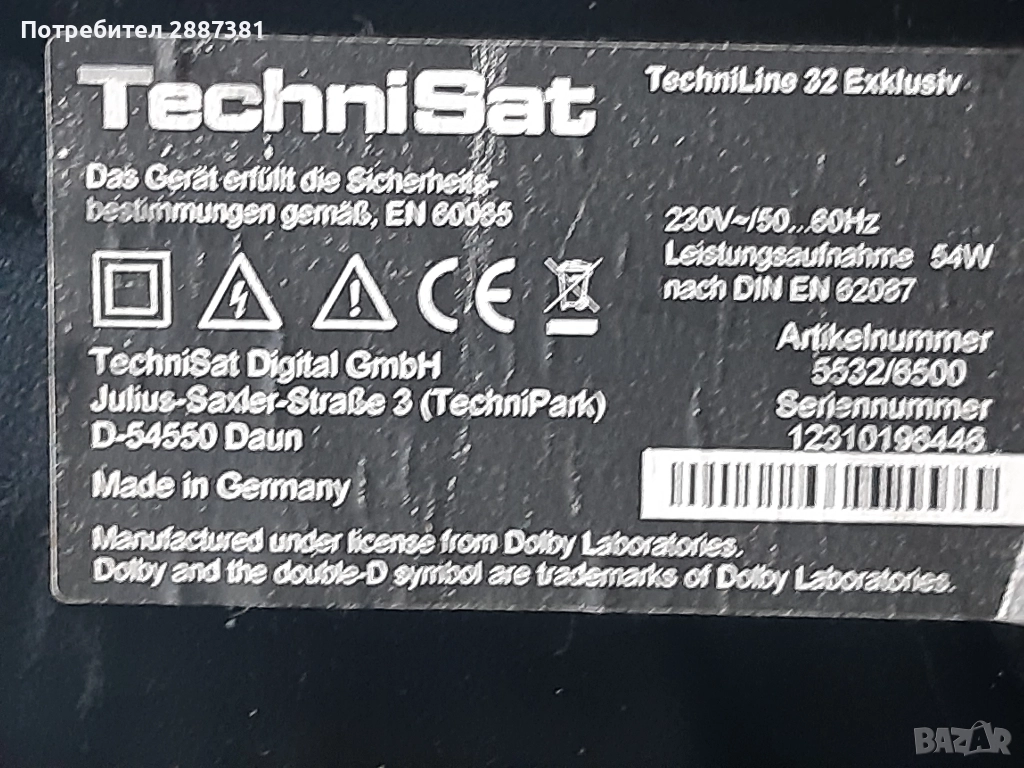 Потребител 2887381
TechniSat
TechniLine 32 Exklusiv
Das Gerät erfüllt die Sicherheits-
bestimmungen gemäß, EN 60065
230V~/50...60Hz
Leistungsaufnahme 54W
nach DIN EN 62087
CE
TechniSat Digital GmbH
Julius-Saxler-Straße 3 (TechniPark)
D-54550 Daun
Made in Germany
Artikelnummer
5532/6500
Seriennummer
12310196446
Manufactured under license from Dolby Laboratories.
Dolby and the double-D symbol are trademarks of Dolby Laboratories.
BAZAR